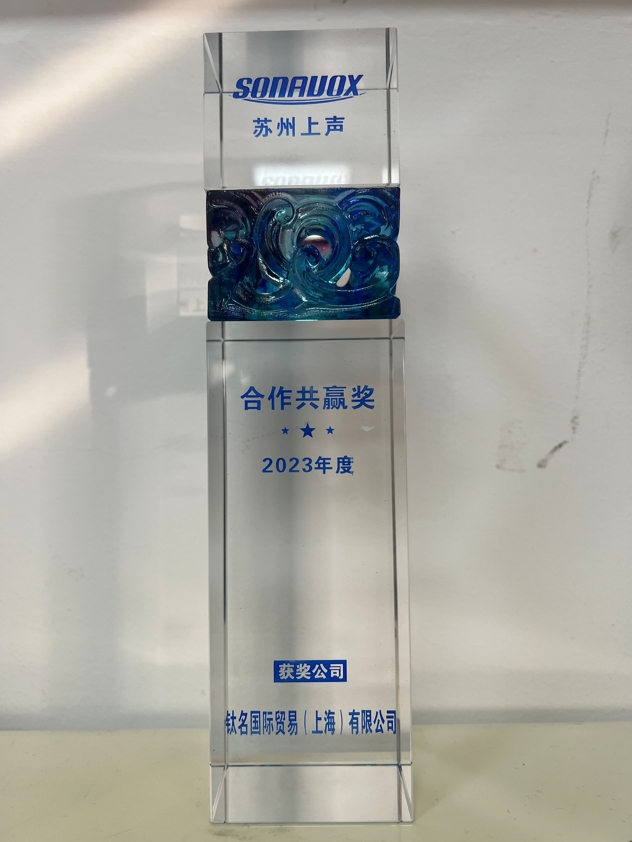 SONAVOX
苏州上声
合作共赢奖
2023年度
获奖公司
钛名国际贸易（上海）有限公司